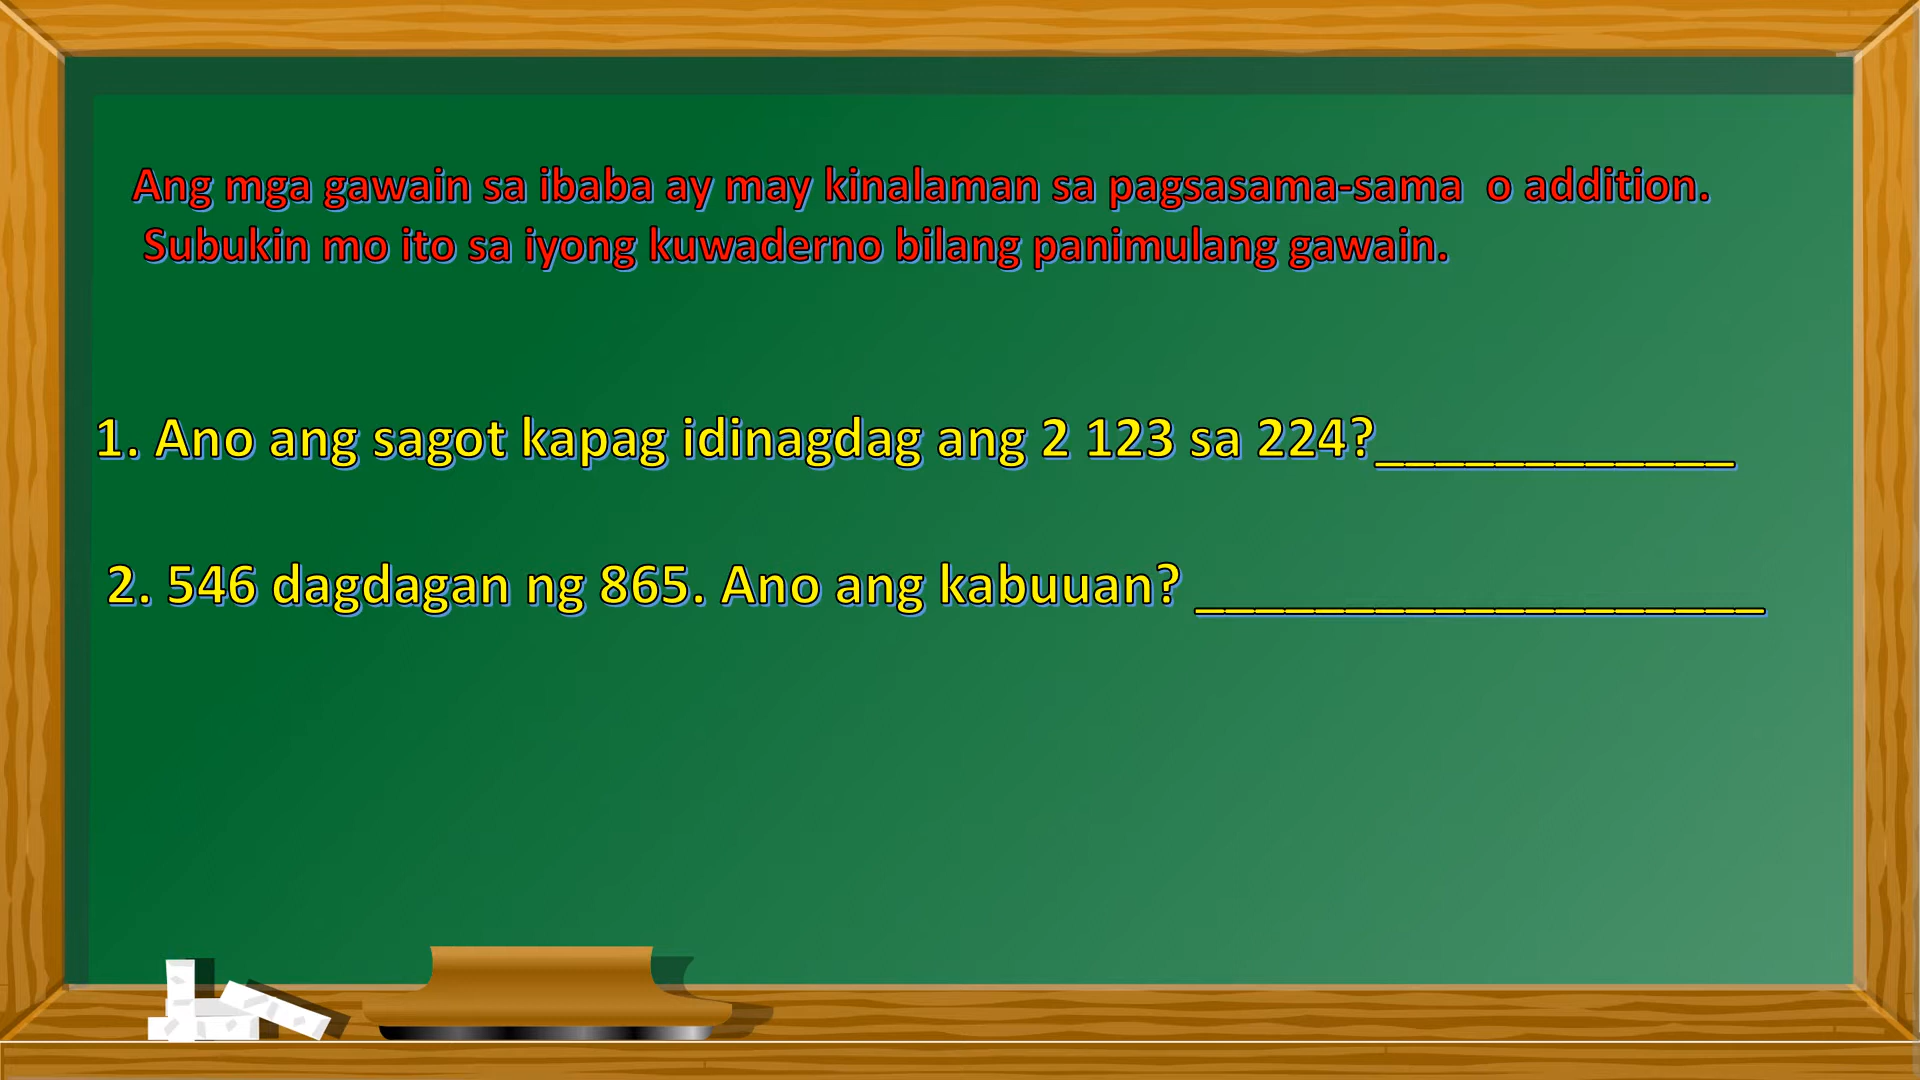 Ang mga gawain sa ibaba ay may kinalaman sa pagsasama-sama  o addition.
Subukin mo ito sa iyong kuwaderno bilang panimulang gawain.
1. Ano ang sagot kapag idinagdag ang 2 123 sa 224?____________
2. 546 dagdagan ng 865. Ano ang kabuuan? ___________________